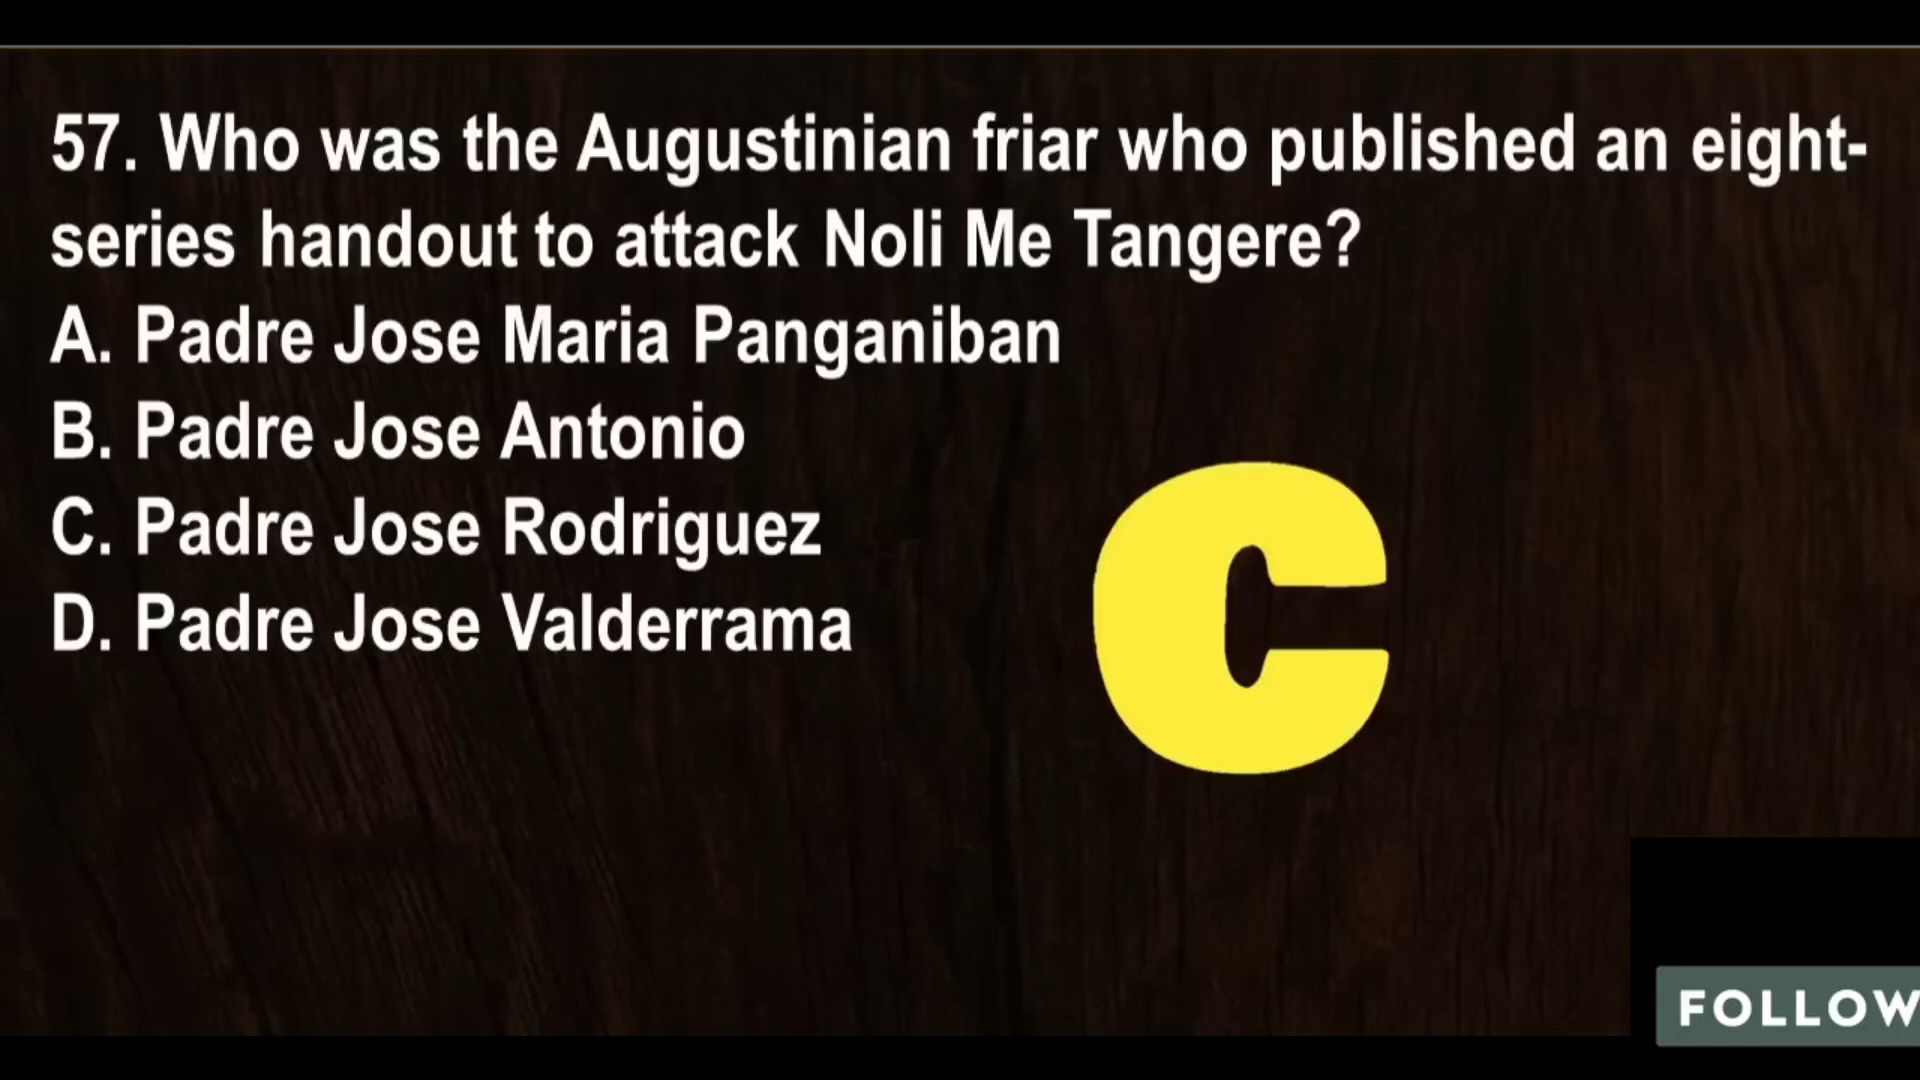 57. Who was the Augustinian friar who published an eight-
series handout to attack Noli Me Tangere?
A. Padre Jose Maria Panganiban
B. Padre Jose Antonio
C. Padre Jose Rodriguez
D. Padre Jose Valderrama
C
FOLLOW